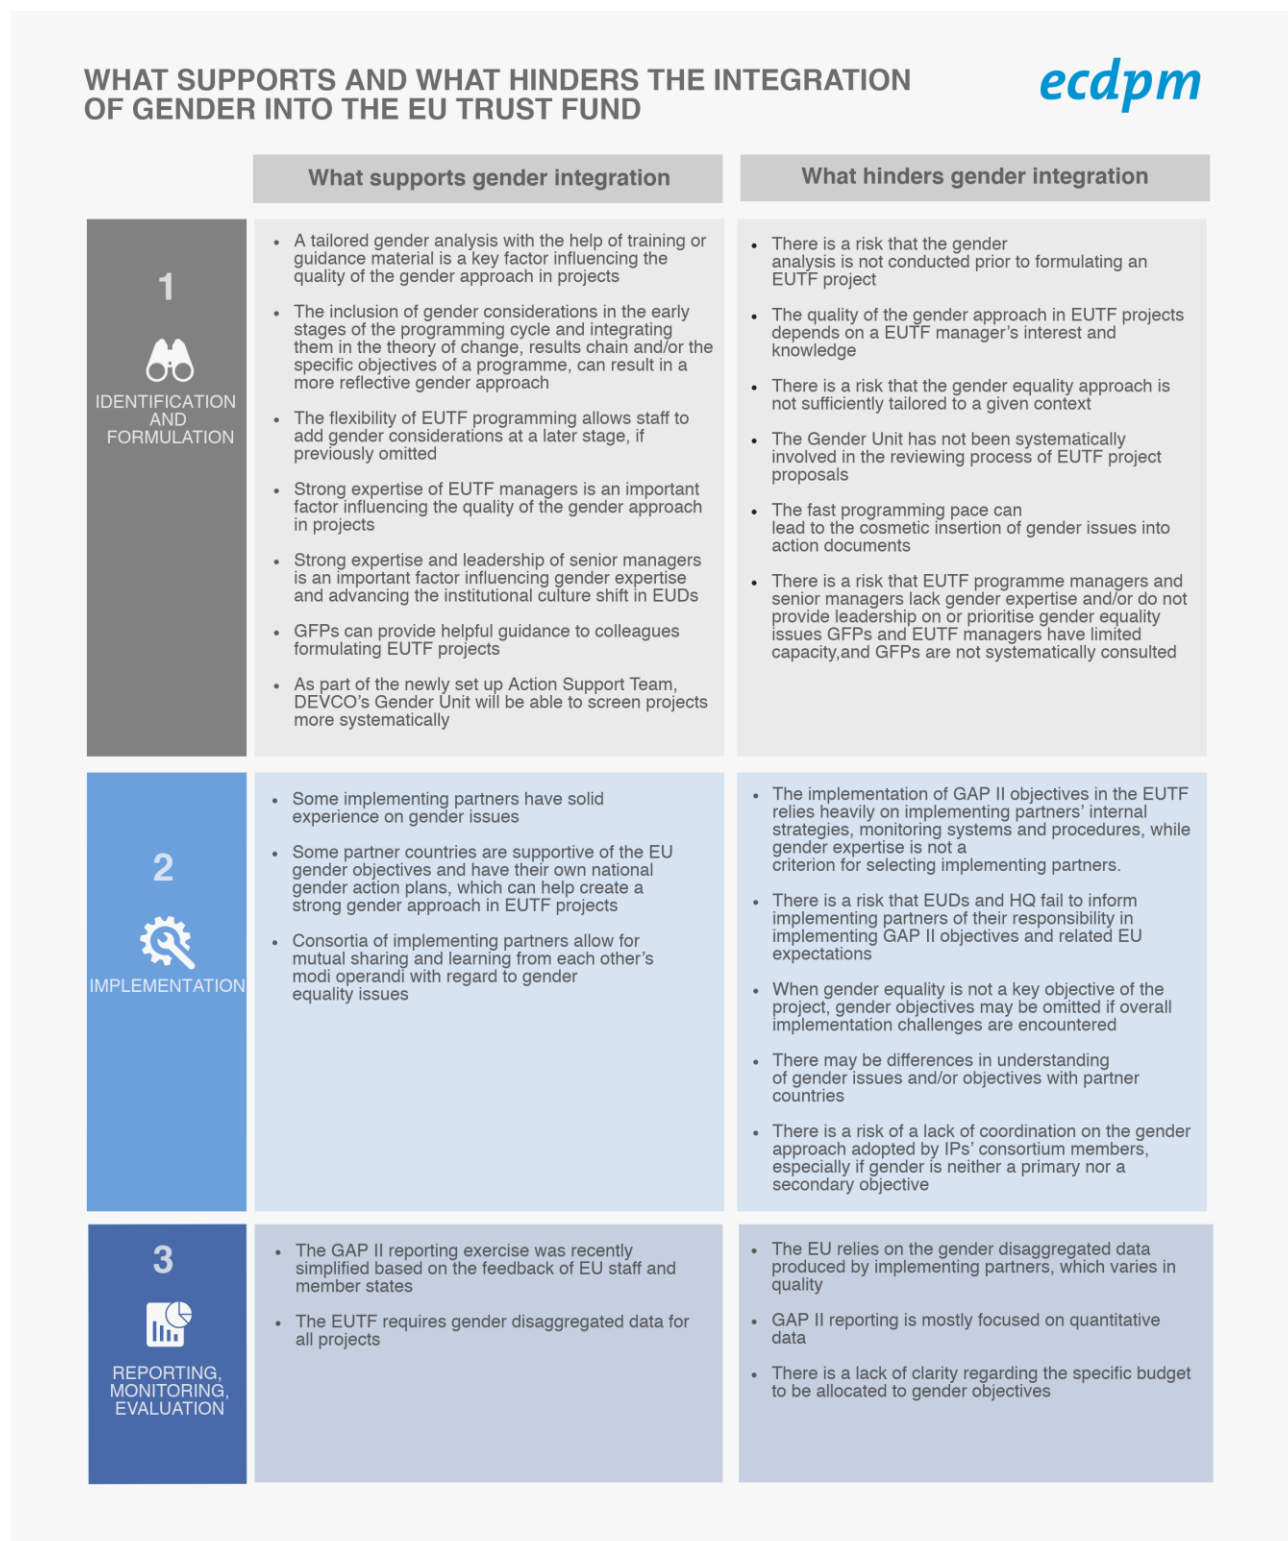 WHAT SUPPORTS AND WHAT HINDERS THE INTEGRATION
OF GENDER INTO THE EU TRUST FUND
ecdpm
What supports gender integration
What hinders gender integration
1
IDENTIFICATION
AND
FORMULATION
• A tailored gender analysis with the help of training or
guidance material is a key factor influencing the
quality of the gender approach in projects
• The inclusion of gender considerations in the early
stages of the programming cycle and integrating
them in the theory of change, results chain and/or the
specific objectives of a programme, can result in a
more reflective gender approach
• The flexibility of EUTF programming allows staff to
add gender considerations at a later stage, if
previously omitted
• Strong expertise of EUTF managers is an important
factor influencing the quality of the gender approach
in projects
• Strong expertise and leadership of senior managers
is an important factor influencing gender expertise
and advancing the institutional culture shift in EUDs
• GFPs can provide helpful guidance to colleagues
formulating EUTF projects
• As part of the newly set up Action Support Team,
DEVCO's Gender Unit will be able to screen projects
more systematically
• There is a risk that the gender
analysis is not conducted prior to formulating an
EUTF project
• The quality of the gender approach in EUTF projects
depends on a EUTF manager's interest and
knowledge
• There is a risk that the gender equality approach is
not sufficiently tailored to a given context
• The Gender Unit has not been systematically
involved in the reviewing process of EUTF project
proposals
• The fast programming pace can
lead to the cosmetic insertion of gender issues into
action documents
• There is a risk that EUTF programme managers and
senior managers lack gender expertise and/or do not
provide leadership on or prioritise gender equality
issues GFPs and EUTF managers have limited
capacity,and GFPs are not systematically consulted
2
IMPLEMENTATION
• Some implementing partners have solid
experience on gender issues
• Some partner countries are supportive of the EU
gender objectives and have their own national
gender action plans, which can help create a
strong gender approach in EUTF projects
• Consortia of implementing partners allow for
mutual sharing and learning from each other's
modi operandi with regard to gender
equality issues
• The implementation of GAP II objectives in the EUTF
relies heavily on implementing partners' internal
strategies, monitoring systems and procedures, while
gender expertise is not a
criterion for selecting implementing partners.
• There is a risk that EUDs and HQ fail to inform
implementing partners of their responsibility in
implementing GAP II objectives and related EU
expectations
• When gender equality is not a key objective of the
project, gender objectives may be omitted if overall
implementation challenges are encountered
• There may be differences in understanding
of gender issues and/or objectives with partner
countries
• There is a risk of a lack of coordination on the gender
approach adopted by IPs' consortium members,
especially if gender is neither a primary nor a
secondary objective
3
REPORTING,
MONITORING,
EVALUATION
• The GAP II reporting exercise was recently
simplified based on the feedback of EU staff and
member states
• The EUTF requires gender disaggregated data for
all projects
• The EU relies on the gender disaggregated data
produced by implementing partners, which varies in
quality
• GAP II reporting is mostly focused on quantitative
data
• There is a lack of clarity regarding the specific budget
to be allocated to gender objectives